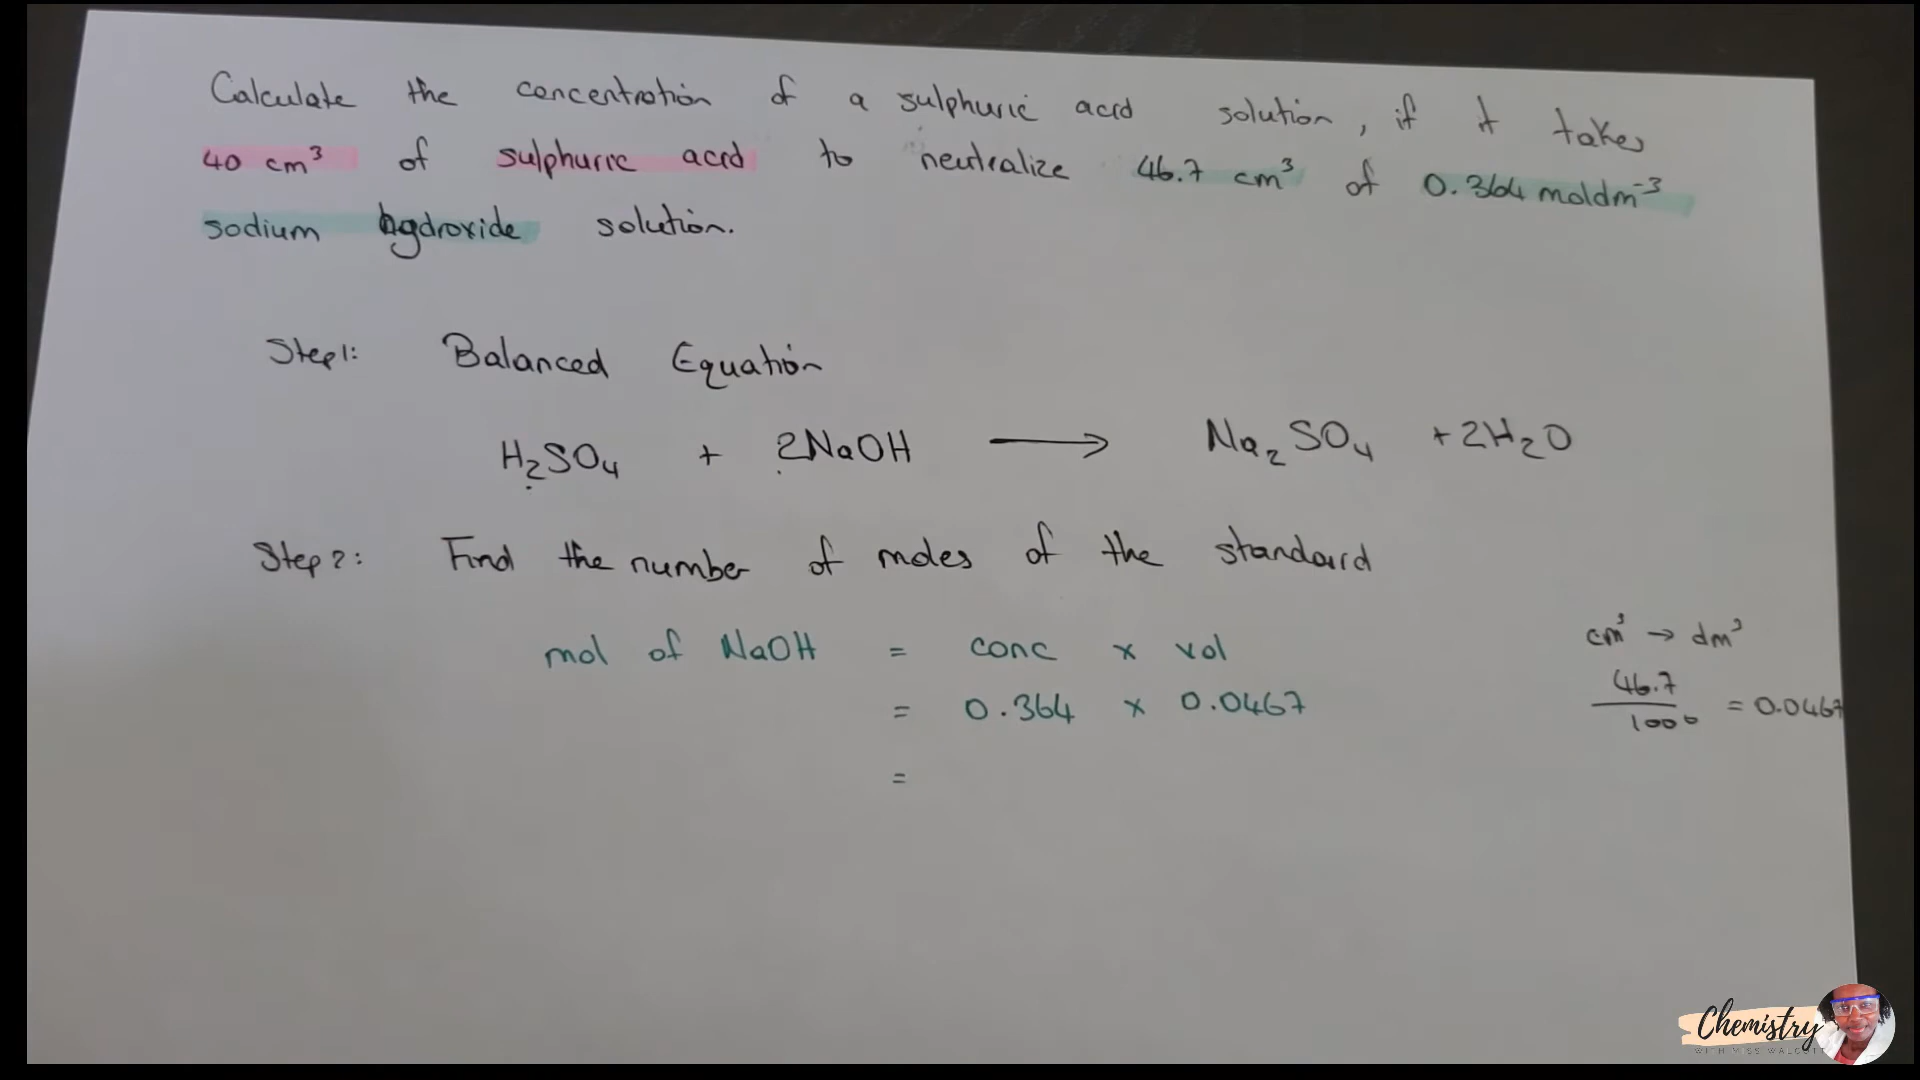 Calculate the concentration of a sulphuric acid solution, if it takes
40 cm³ of sulphuric acid to neutralize 46.7 cm³ of 0.364 moldm⁻³
sodium hydroxide solution.
Step 1: Balanced Equation
H₂SO₄ + 2NaOH ⟶ Na₂SO₄ + 2H₂O
Step 2: Find the number of moles of the standard
mol of NaOH = conc x vol
= 0.364 x 0.0467
=
cm³ → dm³
46.7
1000
= 0.0467
Chemistry
WITH MISS WALCOTT